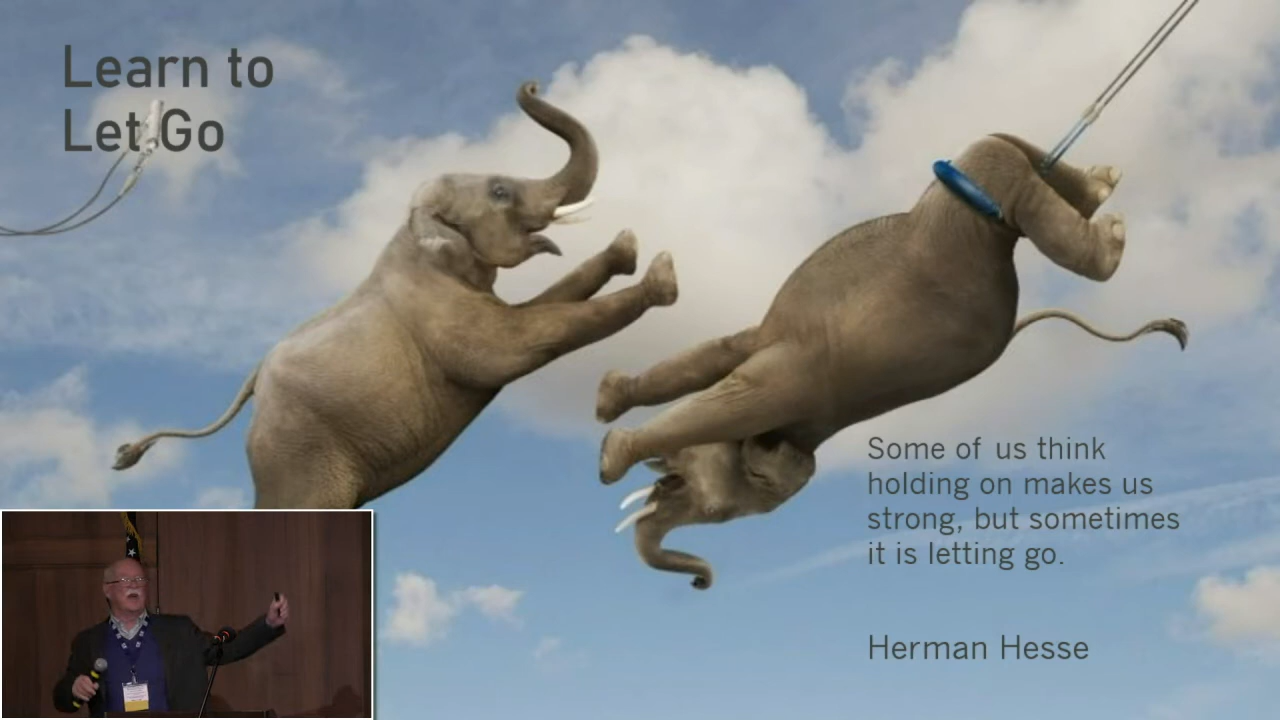 Learn to
Let Go
Some of us think
holding on makes us
strong, but sometimes
it is letting go.
Herman Hesse